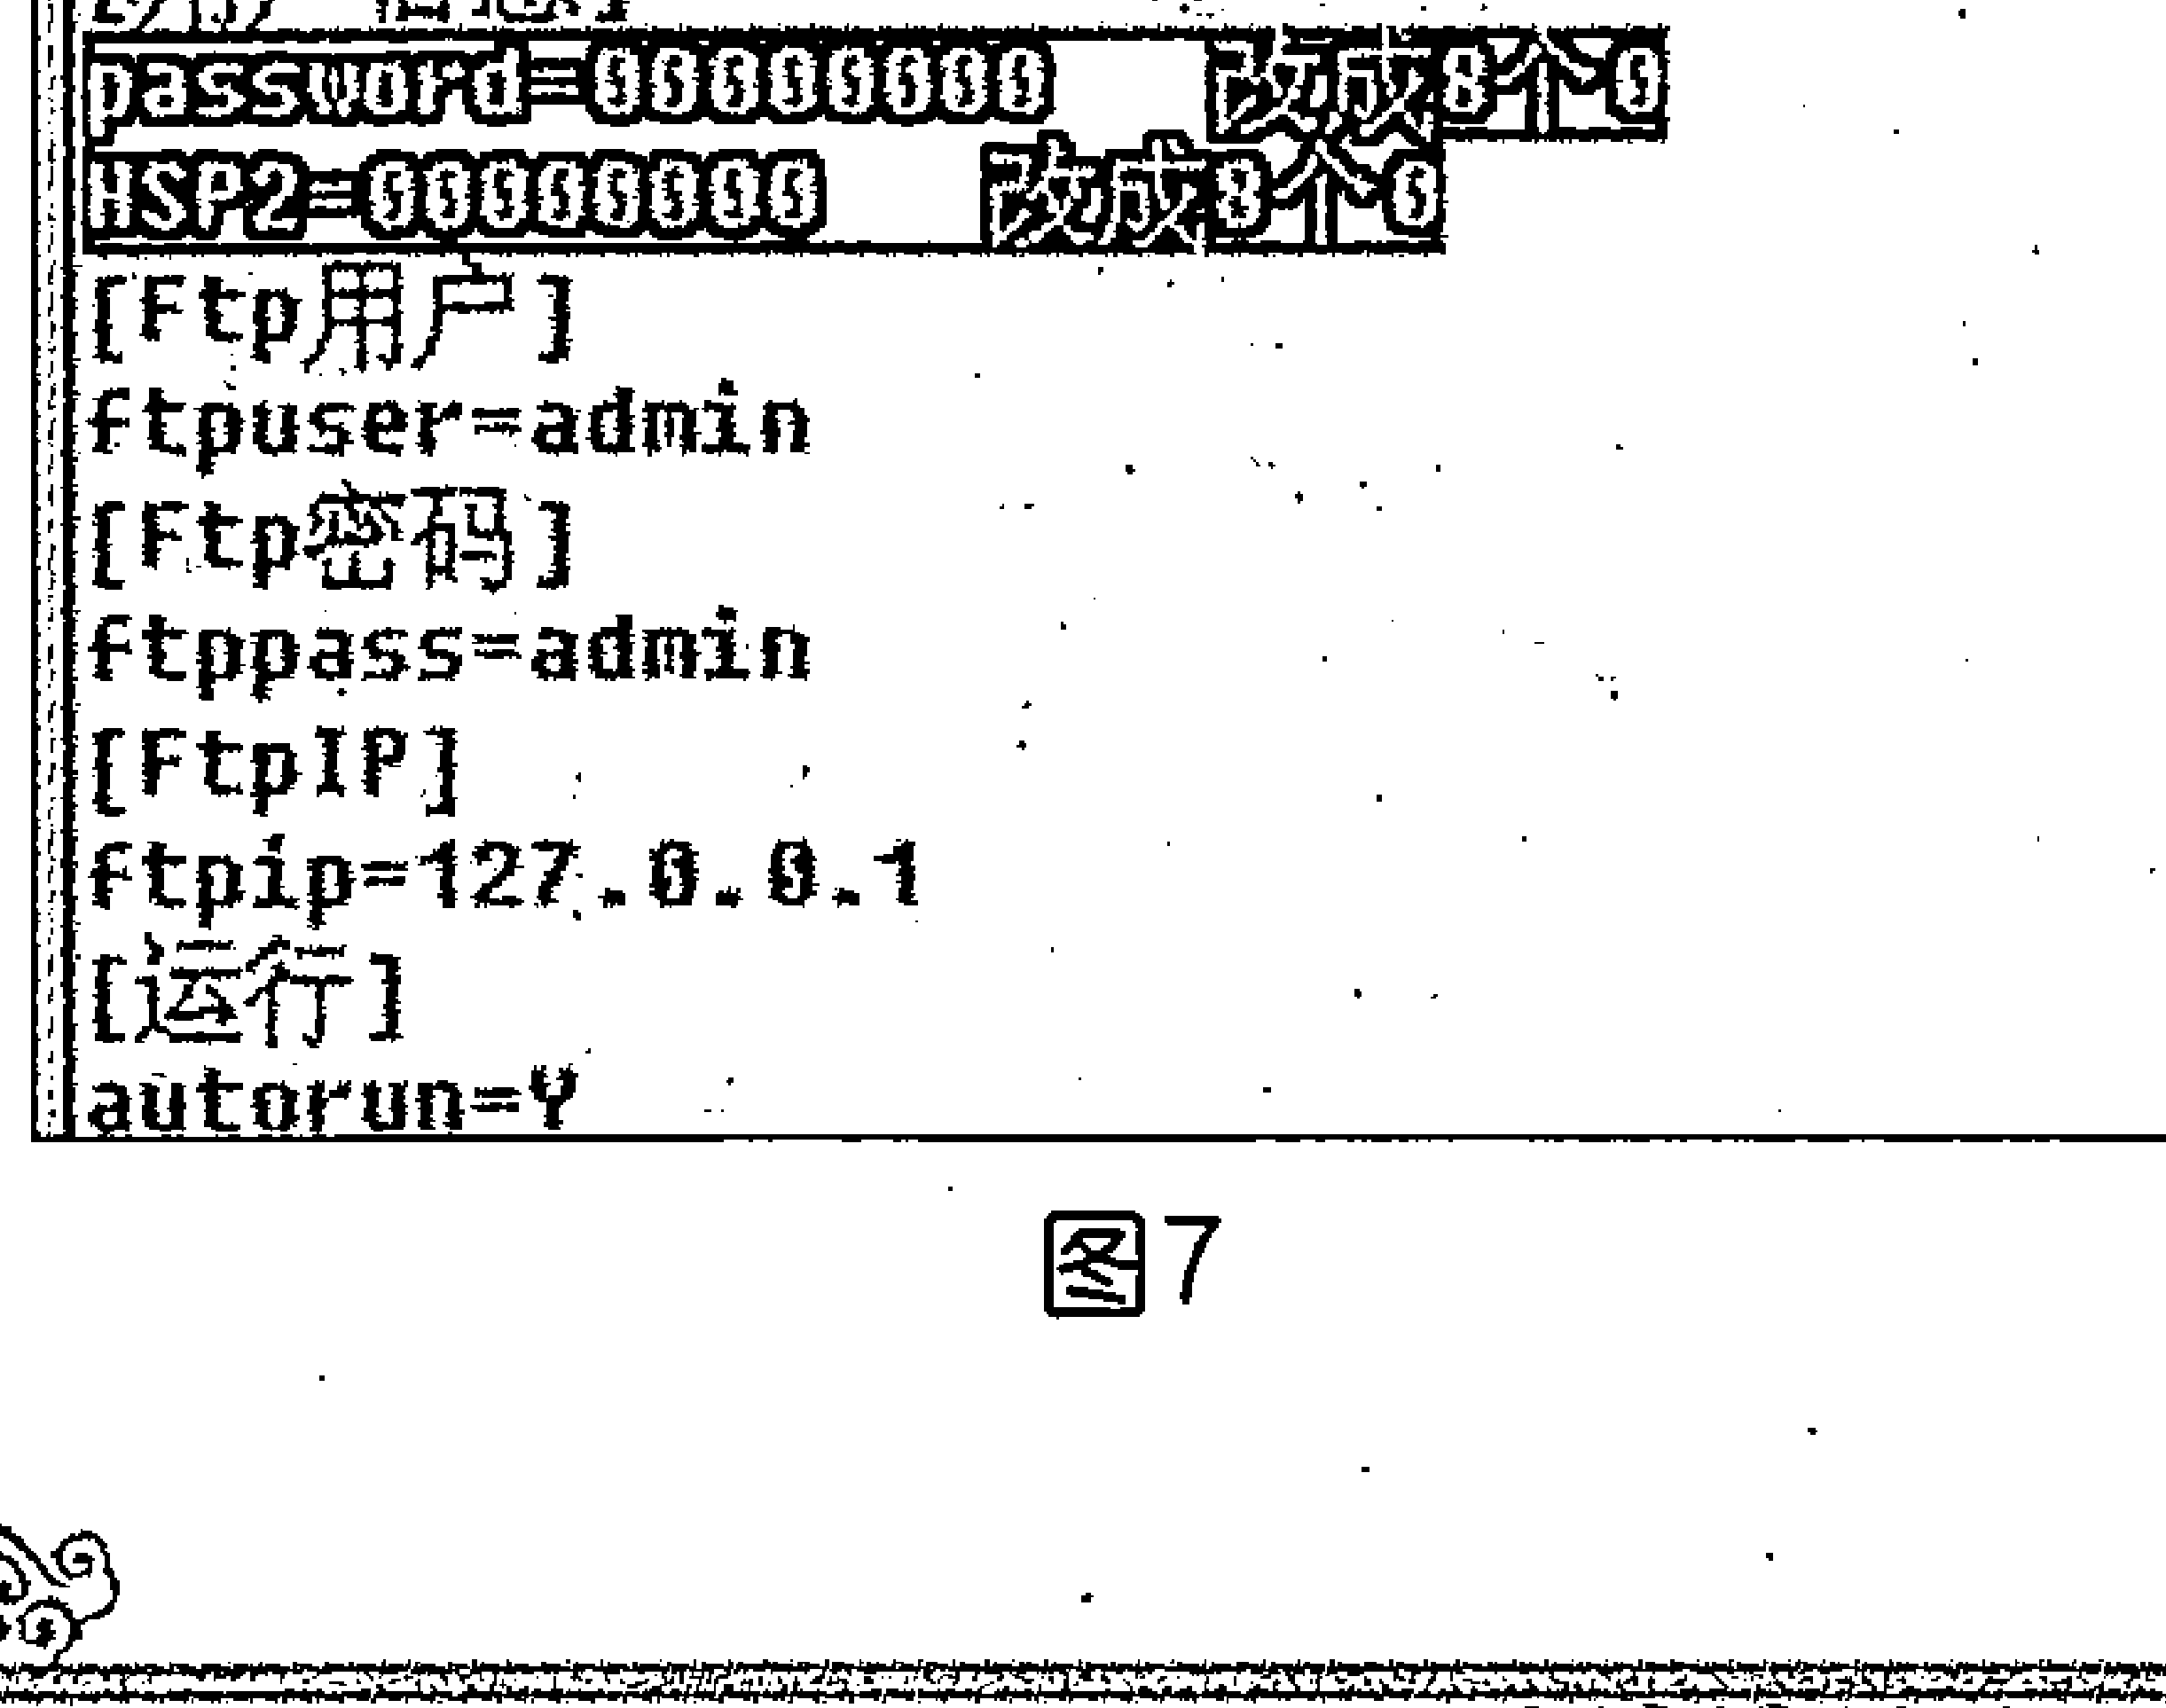 password=00000000 改成8个0
HSP2=00000000 改成8个0
[Ftp用户]
ftpuser=admin
[Ftp密码]
ftppass=admin
[FtpIP]
ftpip=127.0.0.1
[运行]
autorun=Y
图7